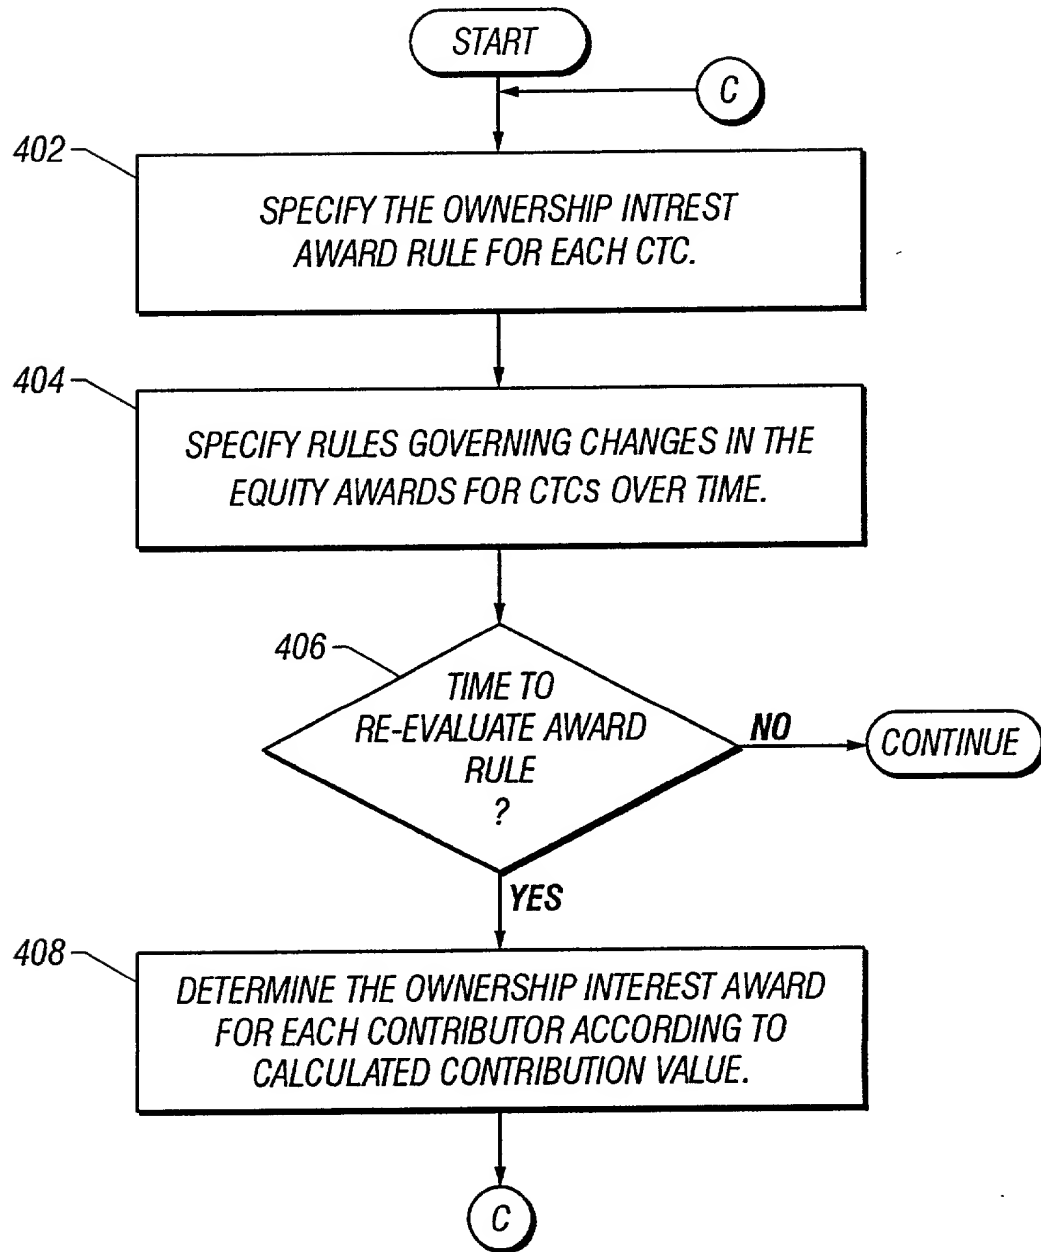 START
C
402
SPECIFY THE OWNERSHIP INTREST
AWARD RULE FOR EACH CTC.
404
SPECIFY RULES GOVERNING CHANGES IN THE
EQUITY AWARDS FOR CTCs OVER TIME.
406
TIME TO
RE-EVALUATE AWARD
RULE
?
NO
CONTINUE
YES
408
DETERMINE THE OWNERSHIP INTEREST AWARD
FOR EACH CONTRIBUTOR ACCORDING TO
CALCULATED CONTRIBUTION VALUE.
C